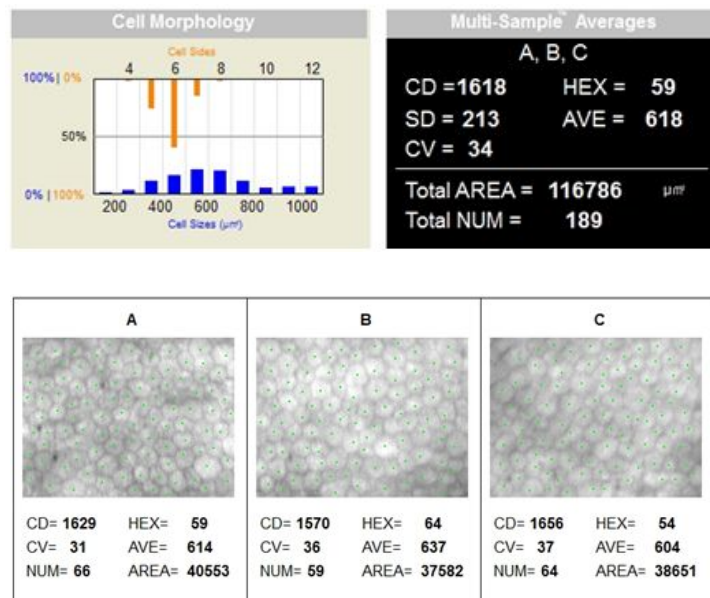 Cell Morphology
Cell Sides
4 6 8 10 12
100% | 0%
50%
0% | 100%
200 400 600 800 1000
Cell Sizes (µm²)
Multi-Sample™ Averages
A, B, C
CD = 1618 HEX = 59
SD = 213 AVE = 618
CV = 34
Total AREA = 116786 µm²
Total NUM = 189
A
CD= 1629 HEX= 59
CV= 31 AVE= 614
NUM= 66 AREA= 40553
B
CD= 1570 HEX= 64
CV= 36 AVE= 637
NUM= 59 AREA= 37582
C
CD= 1656 HEX= 54
CV= 37 AVE= 604
NUM= 64 AREA= 38651